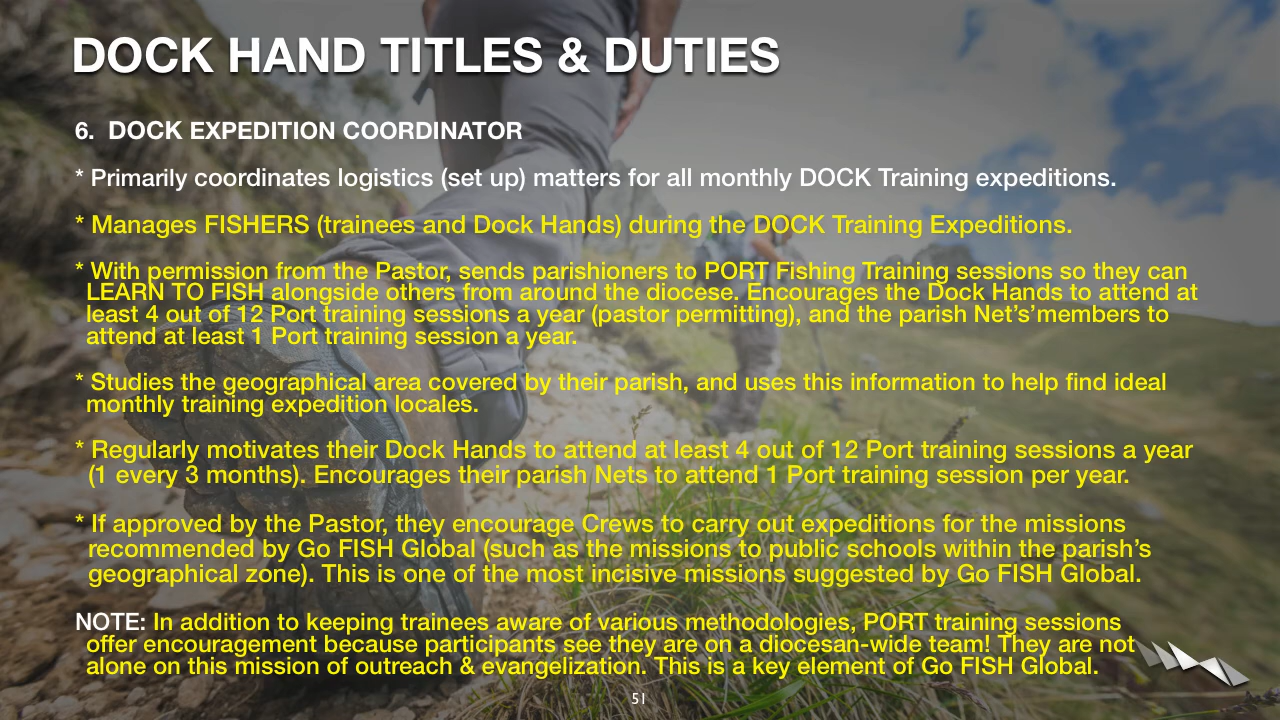 DOCK HAND TITLES & DUTIES
6. DOCK EXPEDITION COORDINATOR
* Primarily coordinates logistics (set up) matters for all monthly DOCK Training expeditions.
* Manages FISHERS (trainees and Dock Hands) during the DOCK Training Expeditions.
* With permission from the Pastor, sends parishioners to PORT Fishing Training sessions so they can
LEARN TO FISH alongside others from around the diocese. Encourages the Dock Hands to attend at
least 4 out of 12 Port training sessions a year (pastor permitting), and the parish Net's'members to
attend at least 1 Port training session a year.
* Studies the geographical area covered by their parish, and uses this information to help find ideal
monthly training expedition locales.
* Regularly motivates their Dock Hands to attend at least 4 out of 12 Port training sessions a year
(1 every 3 months). Encourages their parish Nets to attend 1 Port training session per year.
* If approved by the Pastor, they encourage Crews to carry out expeditions for the missions
recommended by Go FISH Global (such as the missions to public schools within the parish's
geographical zone). This is one of the most incisive missions suggested by Go FISH Global.
NOTE: In addition to keeping trainees aware of various methodologies, PORT training sessions
offer encouragement because participants see they are on a diocesan-wide team! They are not
alone on this mission of outreach & evangelization. This is a key element of Go FISH Global.
51